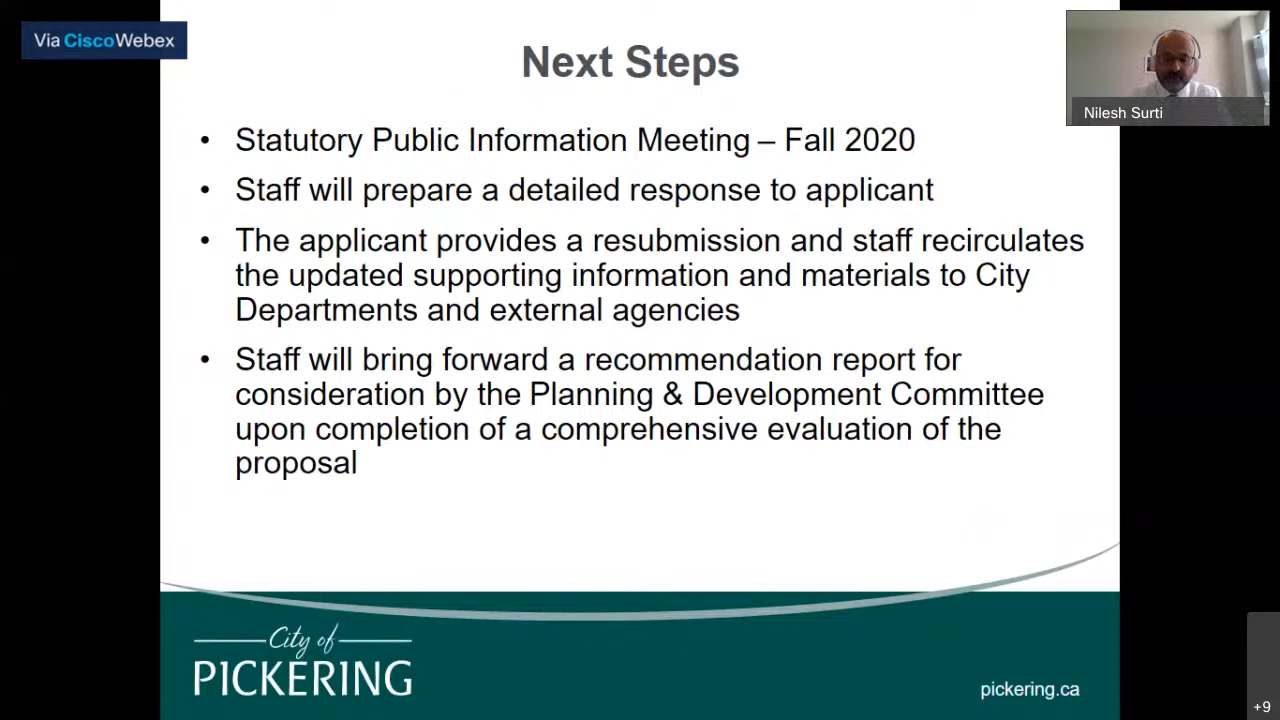 Via CiscoWebex
Next Steps
Nilesh Surti
• Statutory Public Information Meeting – Fall 2020
• Staff will prepare a detailed response to applicant
• The applicant provides a resubmission and staff recirculates
the updated supporting information and materials to City
Departments and external agencies
• Staff will bring forward a recommendation report for
consideration by the Planning & Development Committee
upon completion of a comprehensive evaluation of the
proposal
City of
PICKERING
pickering.ca
+9